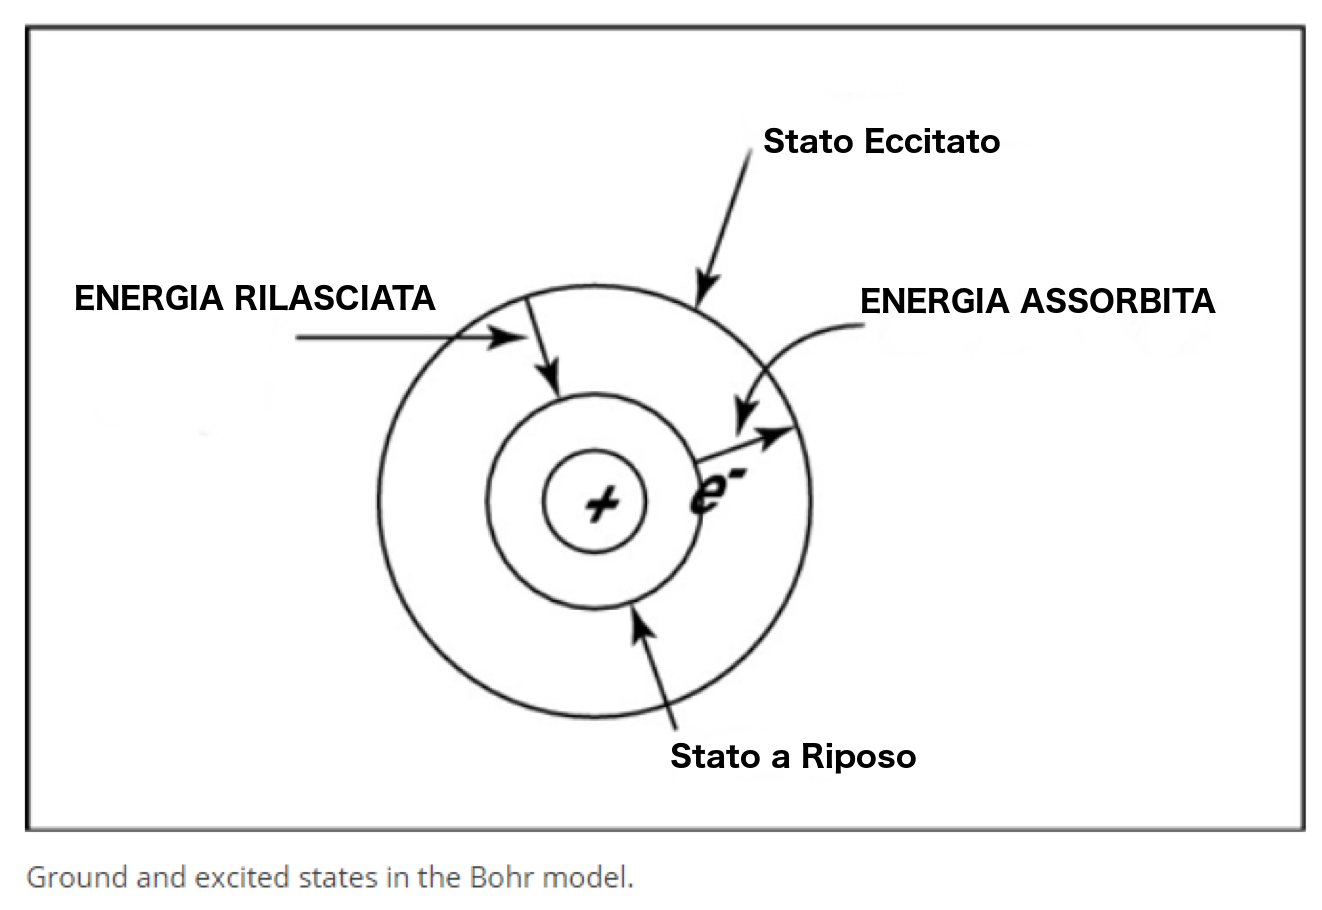 Stato Eccitato
ENERGIA RILASCIATA
ENERGIA ASSORBITA
+
e-
Stato a Riposo
Ground and excited states in the Bohr model.